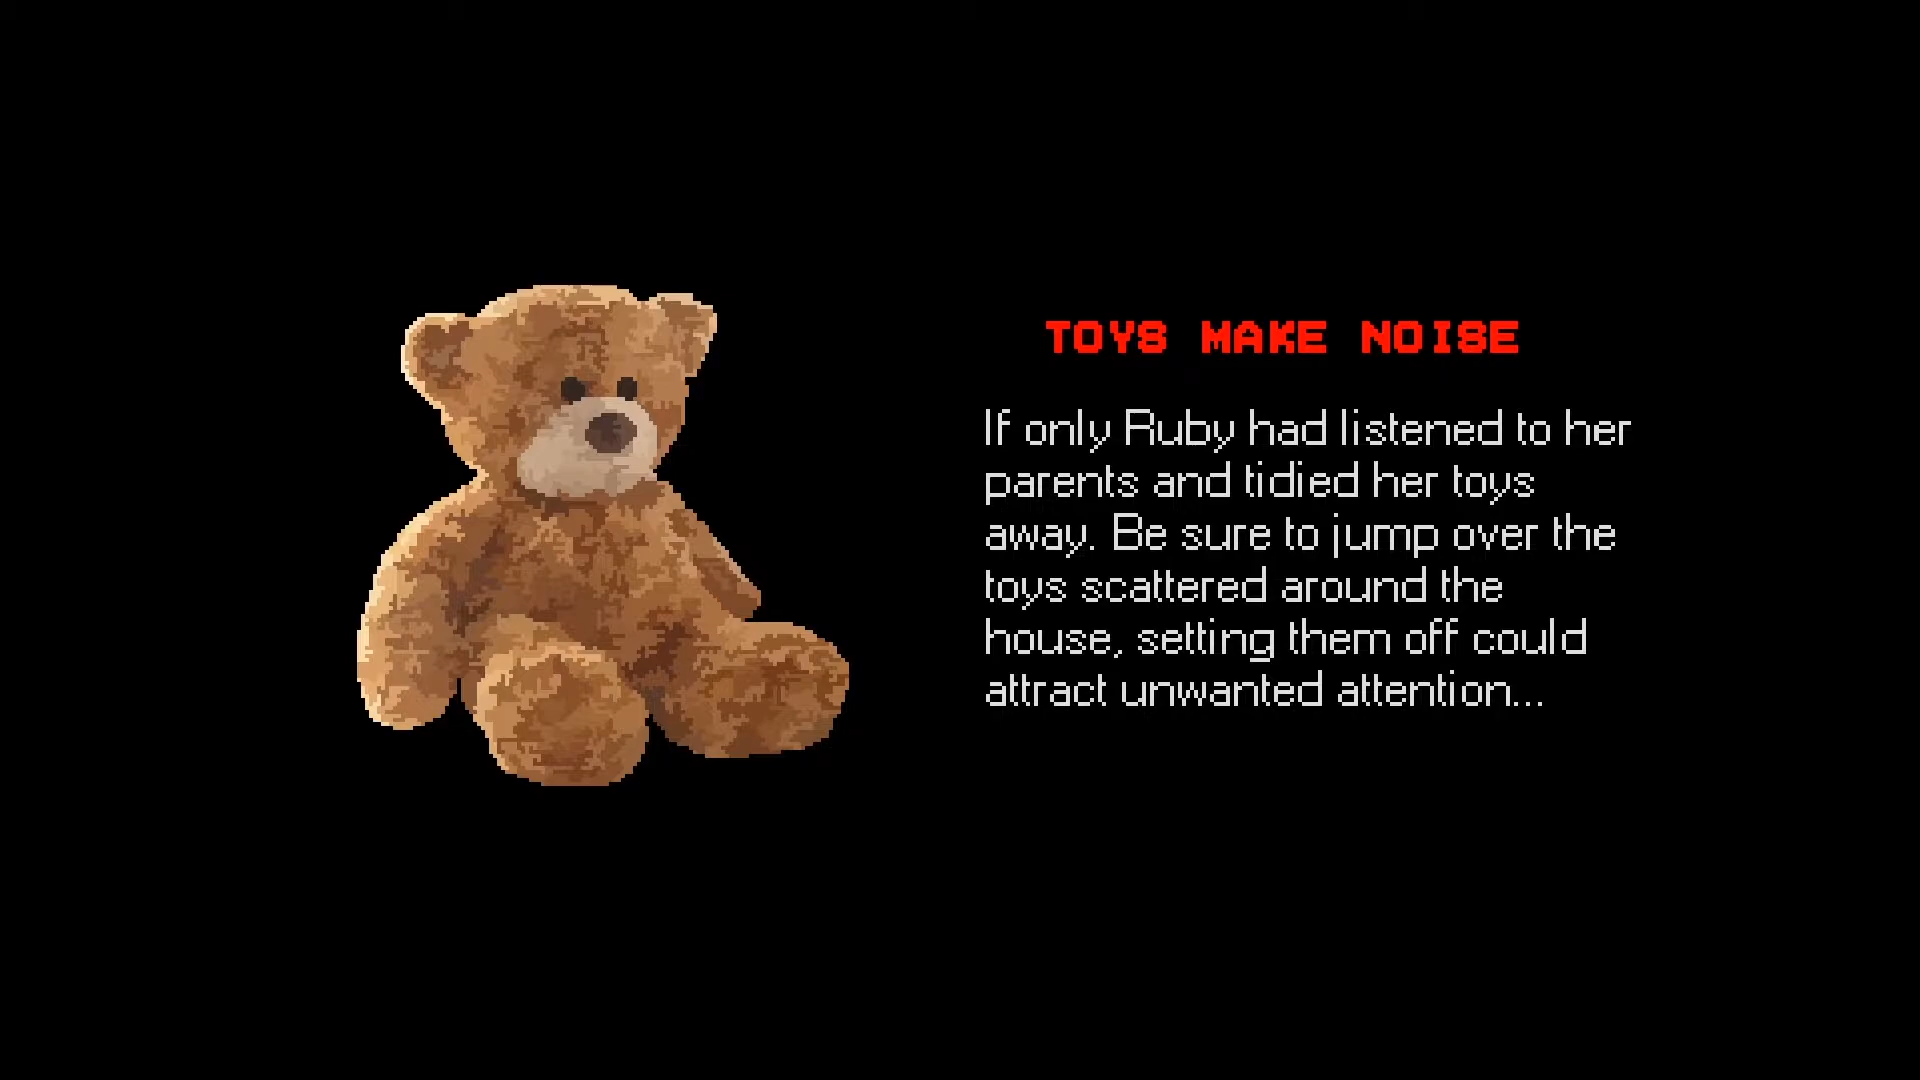 TOYS MAKE NOISE
If only Ruby had listened to her
parents and tidied her toys
away. Be sure to jump over the
toys scattered around the
house, setting them off could
attract unwanted attention...